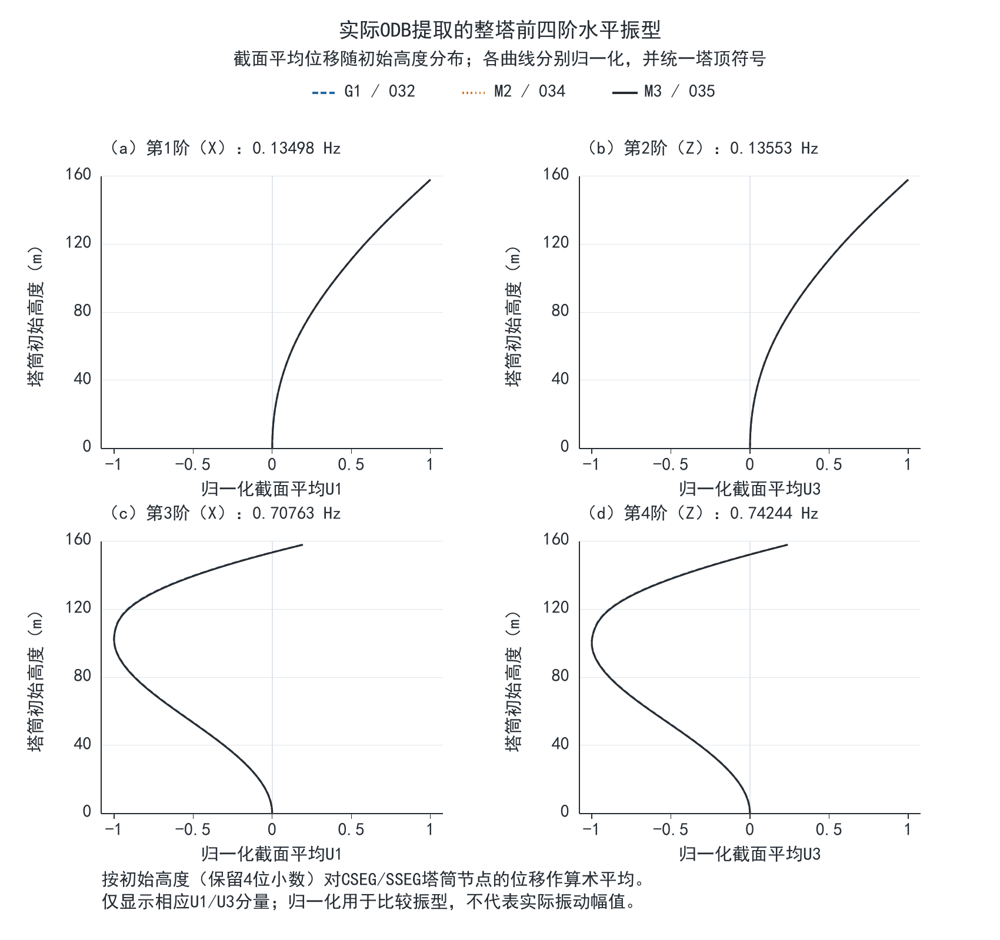 实际ODB提取的整塔前四阶水平振型
截面平均位移随初始高度分布；各曲线分别归一化，并统一塔顶符号
G1 / 032
M2 / 034
M3 / 035
（a）第1阶（X）：0.13498 Hz
塔筒初始高度（m）
160
120
80
40
0
-1
-0.5
0
0.5
1
归一化截面平均U1
（b）第2阶（Z）：0.13553 Hz
塔筒初始高度（m）
160
120
80
40
0
-1
-0.5
0
0.5
1
归一化截面平均U3
（c）第3阶（X）：0.70763 Hz
塔筒初始高度（m）
160
120
80
40
0
-1
-0.5
0
0.5
1
归一化截面平均U1
（d）第4阶（Z）：0.74244 Hz
塔筒初始高度（m）
160
120
80
40
0
-1
-0.5
0
0.5
1
归一化截面平均U3
按初始高度（保留4位小数）对CSEG/SSEG塔筒节点的位移作算术平均。
仅显示相应U1/U3分量；归一化用于比较振型，不代表实际振动幅值。